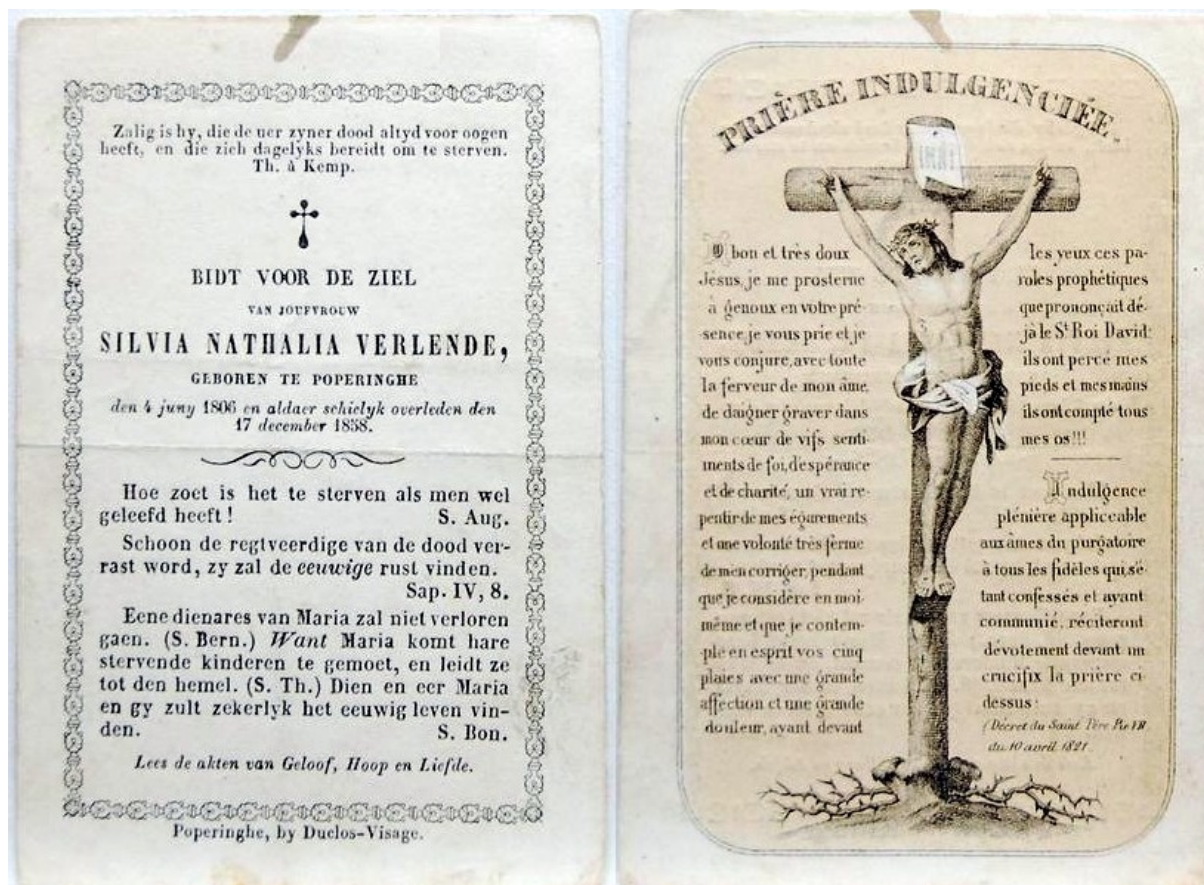 Zalig is hy, die de uer zyner dood altyd voor oogen
heeft, en die zich dagelyks bereidt om te sterven.
Th. à Kemp.
BIDT VOOR DE ZIEL
VAN JOUFVROUW
SILVIA NATHALIA VERLENDE,
GEBOREN TE POPERINGHE
den 4 juny 1806 en aldaer schielyk overleden den
17 december 1858.
Hoe zoet is het te sterven als men wel
geleefd heeft! S. Aug.
Schoon de regtveerdige van de dood ver-
rast word, zy zal de eeuwige rust vinden.
Sap. IV, 8.
Eene dienares van Maria zal niet verloren
gaen. (S. Bern.) Want Maria komt hare
stervende kinderen te gemoet, en leidt ze
tot den hemel. (S. Th.) Dien en eer Maria
en gy zult zekerlyk het eeuwig leven vin-
den. S. Bon.
Lees de akten van Geloof, Hoop en Liefde.
Poperinghe, by Duclos-Visage.
PRIÈRE INDULGENCIÉE.
INRI
O bon et très doux
Jésus, je me prosterne
à genoux en votre pré-
sence, je vous prie et je
vous conjure, avec toute
la ferveur de mon âme,
de daigner graver dans
mon cœur de vifs senti-
ments de foi, d'espérance
et de charité, un vrai re-
pentir de mes égarements
et une volonté très ferme
de m'en corriger, pendant
que je considère en moi-
même et que je contem-
ple en esprit vos cinq
plaies avec une grande
affection et une grande
douleur, ayant devant
les yeux ces pa-
roles prophétiques
que prononçait dé-
jà le St Roi David:
ils ont percé mes
pieds et mes mains
ils ont compté tous
mes os!!!
Indulgence
plénière appliceable
aux âmes du purgatoire
à tous les fidèles qui, s'é-
tant confessés et ayant
communié, réciteront
dévotement devant un
crucifix la prière ci-
dessus:
(Décret du Saint Père Pie VII
du 10 avril 1821.